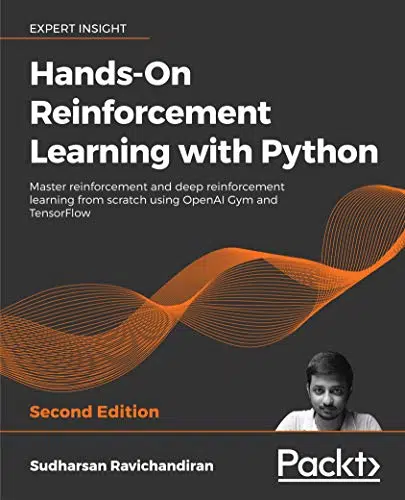 EXPERT INSIGHT
Hands-On
Reinforcement
Learning with Python
Master reinforcement and deep reinforcement
learning from scratch using OpenAI Gym and
TensorFlow
Second Edition
Sudharsan Ravichandiran
Packt>